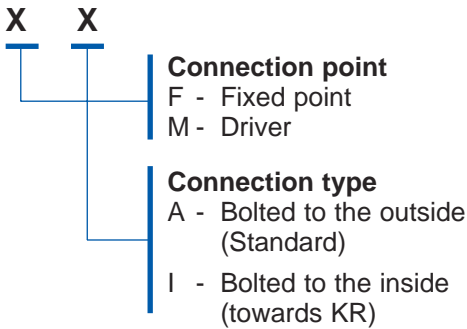 X X
Connection point
F - Fixed point
M - Driver
Connection type
A - Bolted to the outside
(Standard)
I - Bolted to the inside
(towards KR)